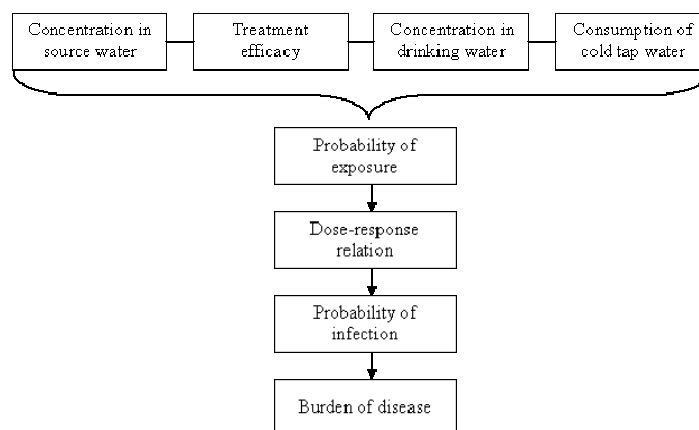 Concentration in
source water
Treatment
efficacy
Concentration in
drinking water
Consumption of
cold tap water
Probability of
exposure
Dose-response
relation
Probability of
infection
Burden of disease